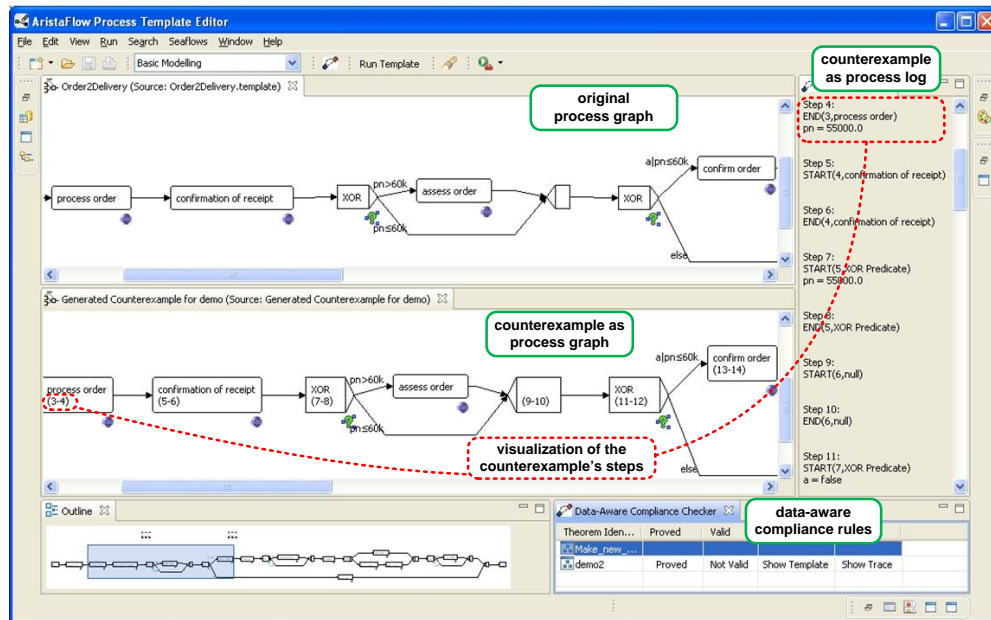 AristaFlow Process Template Editor
File Edit View Run Search Seaflows Window Help
Basic Modelling
Run Template
counterexample
as process log
Order2Delivery (Source: Order2Delivery.template)
original
process graph
process order
confirmation of receipt
XOR
pn>60k
pn≤60k
assess order
XOR
a|pn≤60k
else
confirm order
Step 4:
END(3,process order)
pn = 55000.0
Step 5:
START(4,confirmation of receipt)
Step 6:
END(4,confirmation of receipt)
Step 7:
START(5,XOR Predicate)
pn = 55000.0
Step 8:
END(5,XOR Predicate)
Step 9:
START(6,null)
Step 10:
END(6,null)
Step 11:
START(7,XOR Predicate)
a = false
Generated Counterexample for demo (Source: Generated Counterexample for demo)
counterexample as
process graph
process order
(3-4)
confirmation of receipt
(5-6)
XOR
(7-8)
pn>60k
pn≤60k
assess order
(9-10)
XOR
(11-12)
a|pn≤60k
else
confirm order
(13-14)
visualization of the
counterexample's steps
Outline
Data-Aware Compliance Checker
data-aware
compliance rules
Theorem Iden... Proved Valid
Make_new_...
demo2 Proved Not Valid Show Template Show Trace